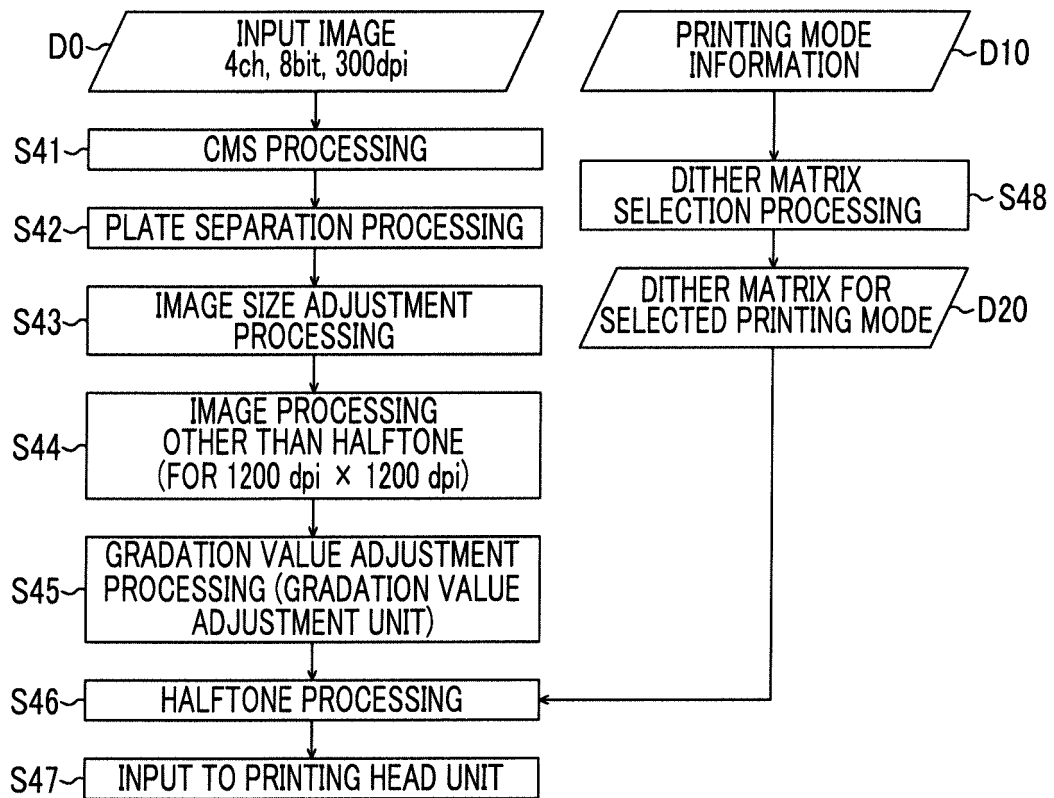 D0
INPUT IMAGE
4ch, 8bit, 300dpi
S41
CMS PROCESSING
S42
PLATE SEPARATION PROCESSING
S43
IMAGE SIZE ADJUSTMENT
PROCESSING
S44
IMAGE PROCESSING
OTHER THAN HALFTONE
(FOR 1200 dpi × 1200 dpi)
S45
GRADATION VALUE ADJUSTMENT
PROCESSING (GRADATION VALUE
ADJUSTMENT UNIT)
S46
HALFTONE PROCESSING
S47
INPUT TO PRINTING HEAD UNIT
PRINTING MODE
INFORMATION
D10
DITHER MATRIX
SELECTION PROCESSING
S48
DITHER MATRIX FOR
SELECTED PRINTING MODE
D20